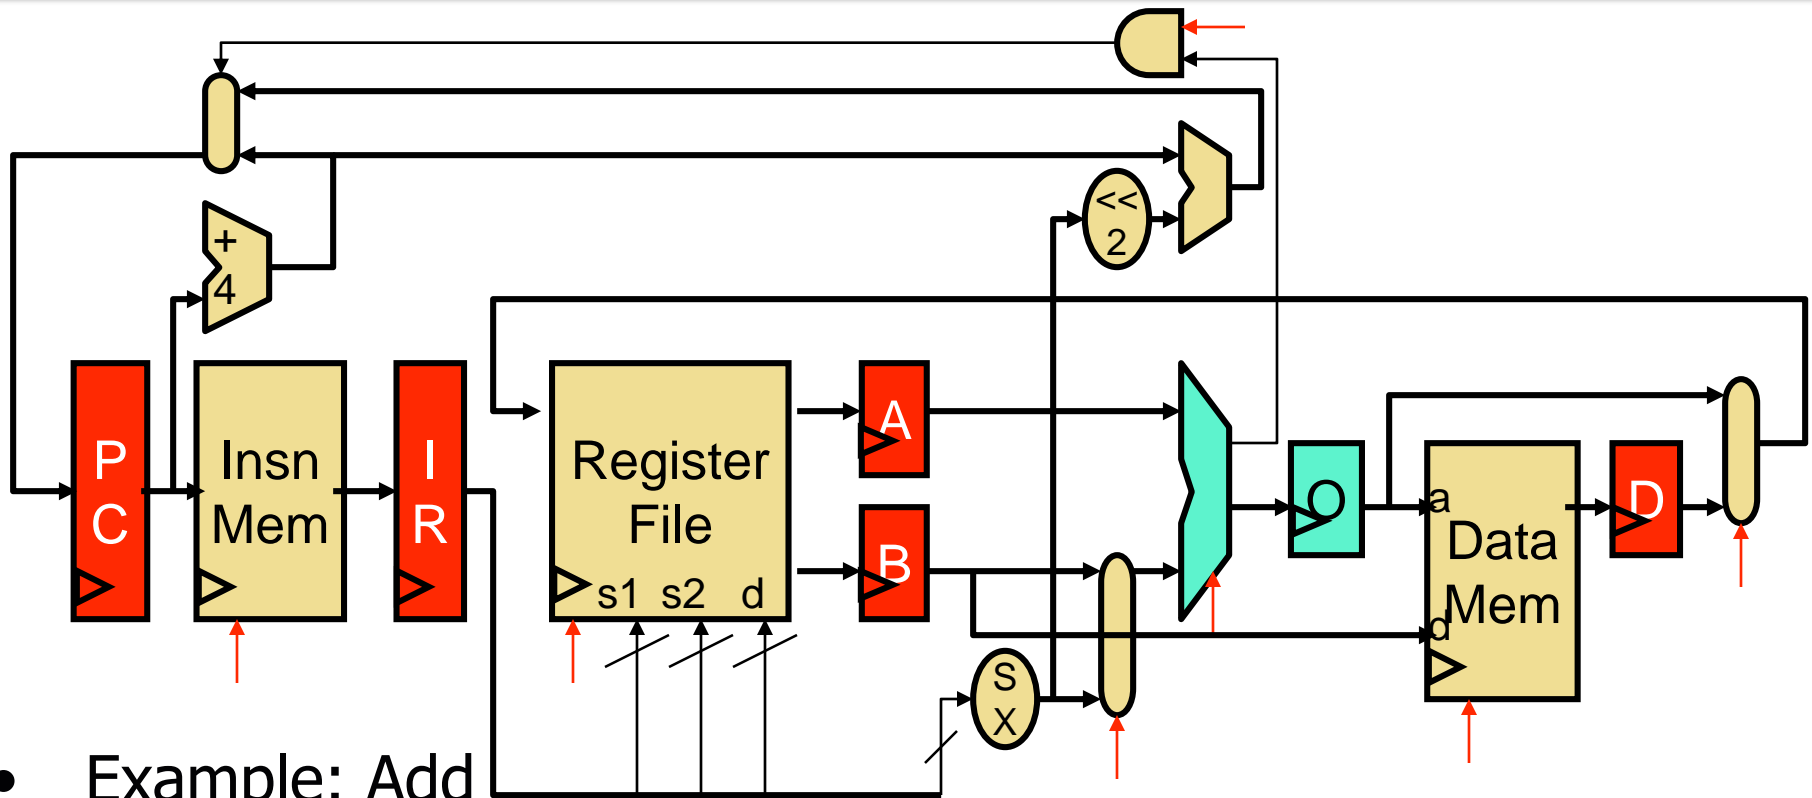 <<
2
+
4
P
C
Insn
Mem
I
R
Register
File
s1 s2 d
A
B
S
X
O
a
d
Data
Mem
D
• Example: Add